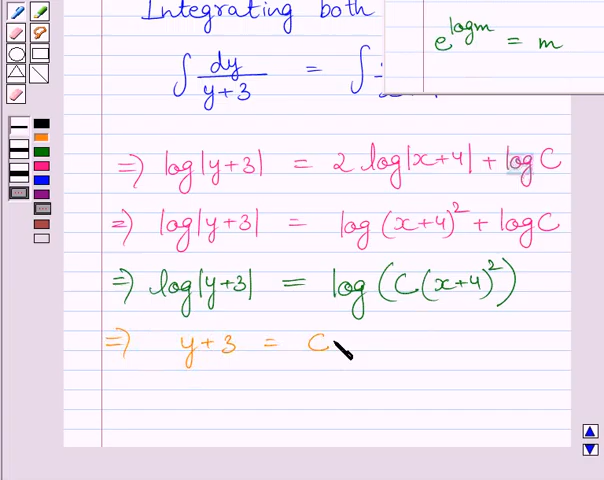 Integrating both
e^{logm} = m
∫ dy/(y+3) = ∫
⇒ log|y+3| = 2 log|x+4| + log C
⇒ log|y+3| = log (x+4)^2 + log C
⇒ log|y+3| = log (C(x+4)^2)
⇒ y+3 = C